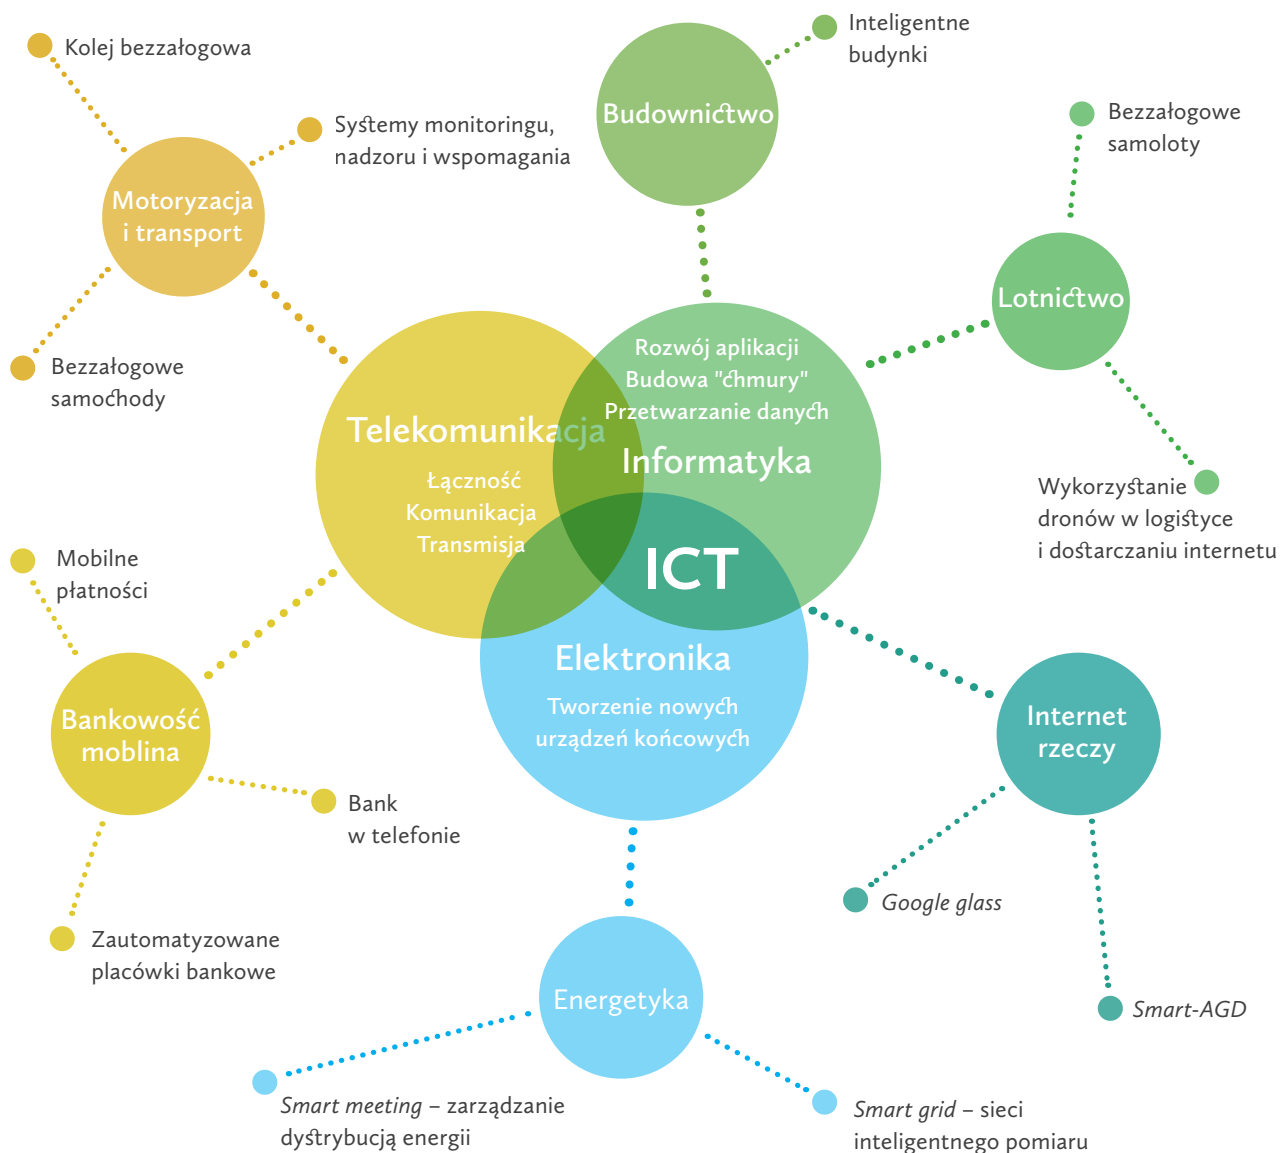 Kolej bezzałogowa
Systemy monitoringu,
nadzoru i wspomagania
Motoryzacja
i transport
Bezzałogowe
samochody
Budownictwo
Inteligentne
budynki
Bezzałogowe
samoloty
Lotnictwo
Wykorzystanie
dronów w logistyce
i dostarczaniu internetu
Telekomunikacja
Łączność
Komunikacja
Transmisja
Rozwój aplikacji
Budowa "chmury"
Przetwarzanie danych
Informatyka
ICT
Elektronika
Tworzenie nowych
urządzeń końcowych
Mobilne
płatności
Bankowość
moblina
Bank
w telefonie
Zautomatyzowane
placówki bankowe
Internet
rzeczy
Google glass
Smart-AGD
Energetyka
Smart meeting – zarządzanie
dystrybucją energii
Smart grid – sieci
inteligentnego pomiaru